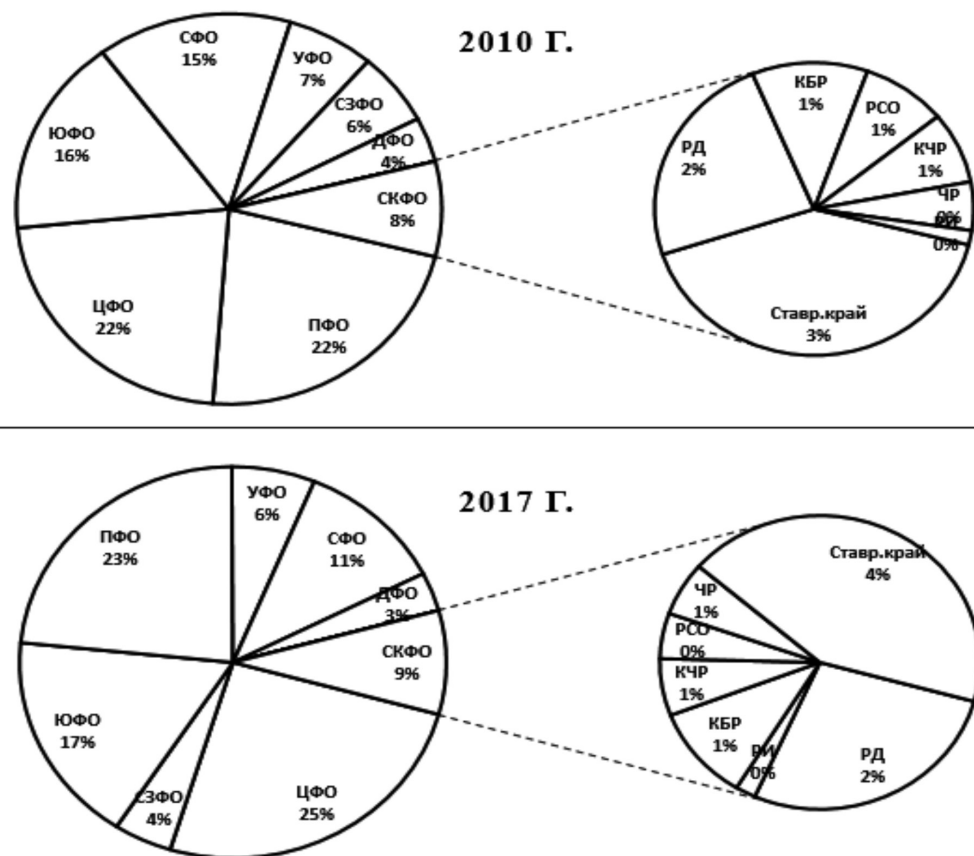 2010 Г.
СФО
15%
УФО
7%
СЗФО
6%
ДФО
4%
СКФО
8%
ПФО
22%
ЦФО
22%
ЮФО
16%
КБР
1%
РСО
1%
КЧР
1%
ЧР
0%
РИ
0%
Ставр.край
3%
РД
2%
2017 Г.
УФО
6%
СФО
11%
ДФО
3%
СКФО
9%
ЦФО
25%
СЗФО
4%
ЮФО
17%
ПФО
23%
Ставр.край
4%
РД
2%
РИ
0%
КБР
1%
КЧР
1%
РСО
0%
ЧР
1%